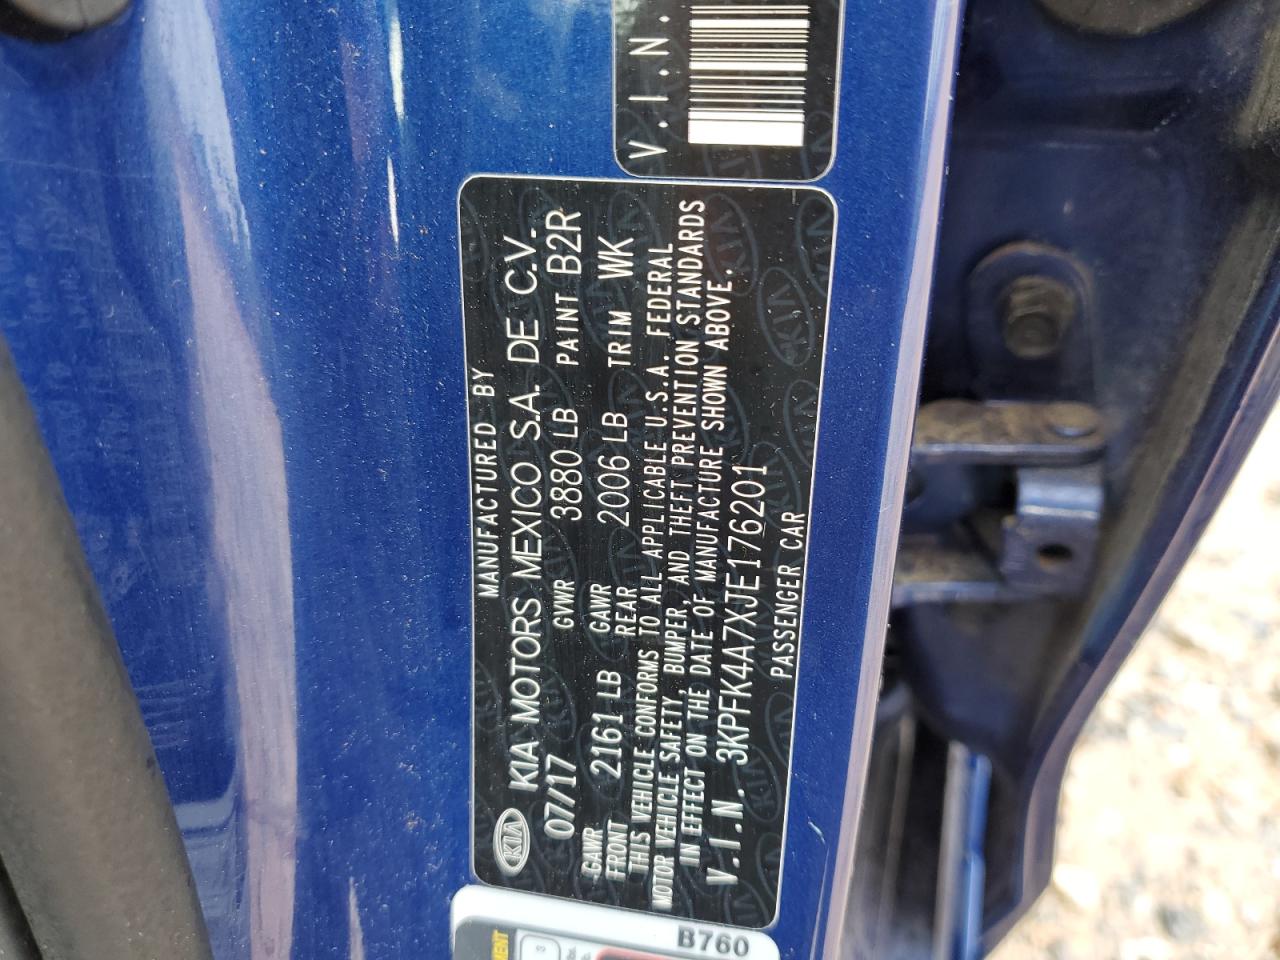 V.I.N.
MANUFACTURED BY
KIA KIA MOTORS MEXICO S.A. DE C.V.
07/17 GVWR 3880 LB PAINT B2R
GAWR FRONT 2161 LB GAWR REAR 2006 LB TRIM WK
THIS VEHICLE CONFORMS TO ALL APPLICABLE U.S.A. FEDERAL
MOTOR VEHICLE SAFETY, BUMPER, AND THEFT PREVENTION STANDARDS
IN EFFECT ON THE DATE OF MANUFACTURE SHOWN ABOVE.
V.I.N. 3KPFK4A7XJE176201
PASSENGER CAR
B760